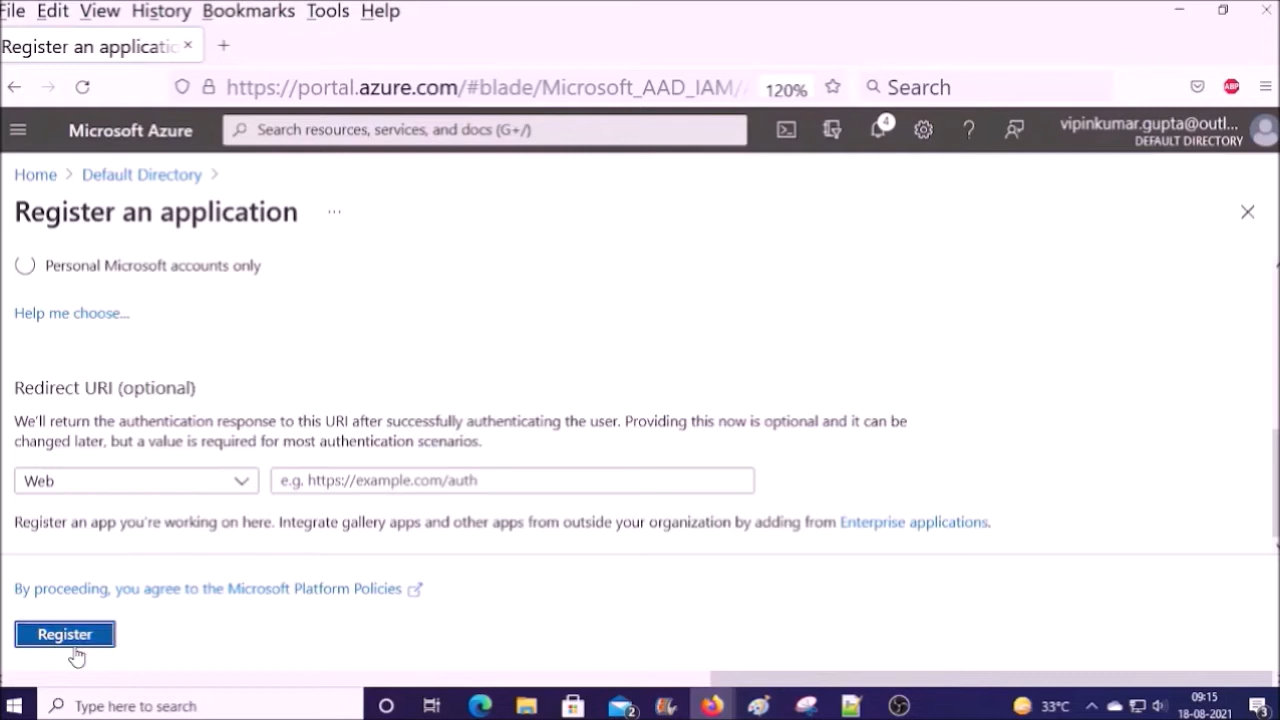 File Edit View History Bookmarks Tools Help
Register an applicatio
https://portal.azure.com/#blade/Microsoft_AAD_IAM/ 120% Search
ABP
Microsoft Azure Search resources, services, and docs (G+/) 4 ? vipinkumar.gupta@outl...
DEFAULT DIRECTORY
Home > Default Directory >
Register an application ...
Personal Microsoft accounts only
Help me choose...
Redirect URI (optional)
We'll return the authentication response to this URI after successfully authenticating the user. Providing this now is optional and it can be
changed later, but a value is required for most authentication scenarios.
Web e.g. https://example.com/auth
Register an app you're working on here. Integrate gallery apps and other apps from outside your organization by adding from Enterprise applications.
By proceeding, you agree to the Microsoft Platform Policies
Register
Type here to search 2 33°C 09:15
18-08-2021 3